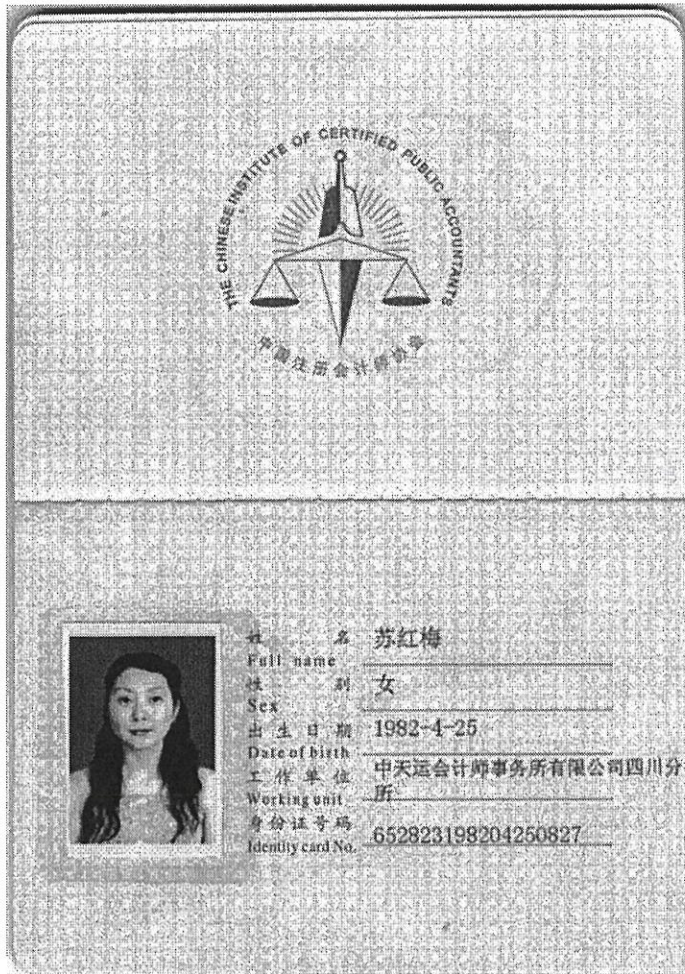 THE CHINESE INSTITUTE OF CERTIFIED PUBLIC ACCOUNTANTS
中国注册会计师协会
姓 名 苏红梅
Full name
性 别 女
Sex
出生日期 1982-4-25
Date of birth
工作单位 中天运会计师事务所有限公司四川分
Working unit 所
身份证号码 652823198204250827
Identity card No.